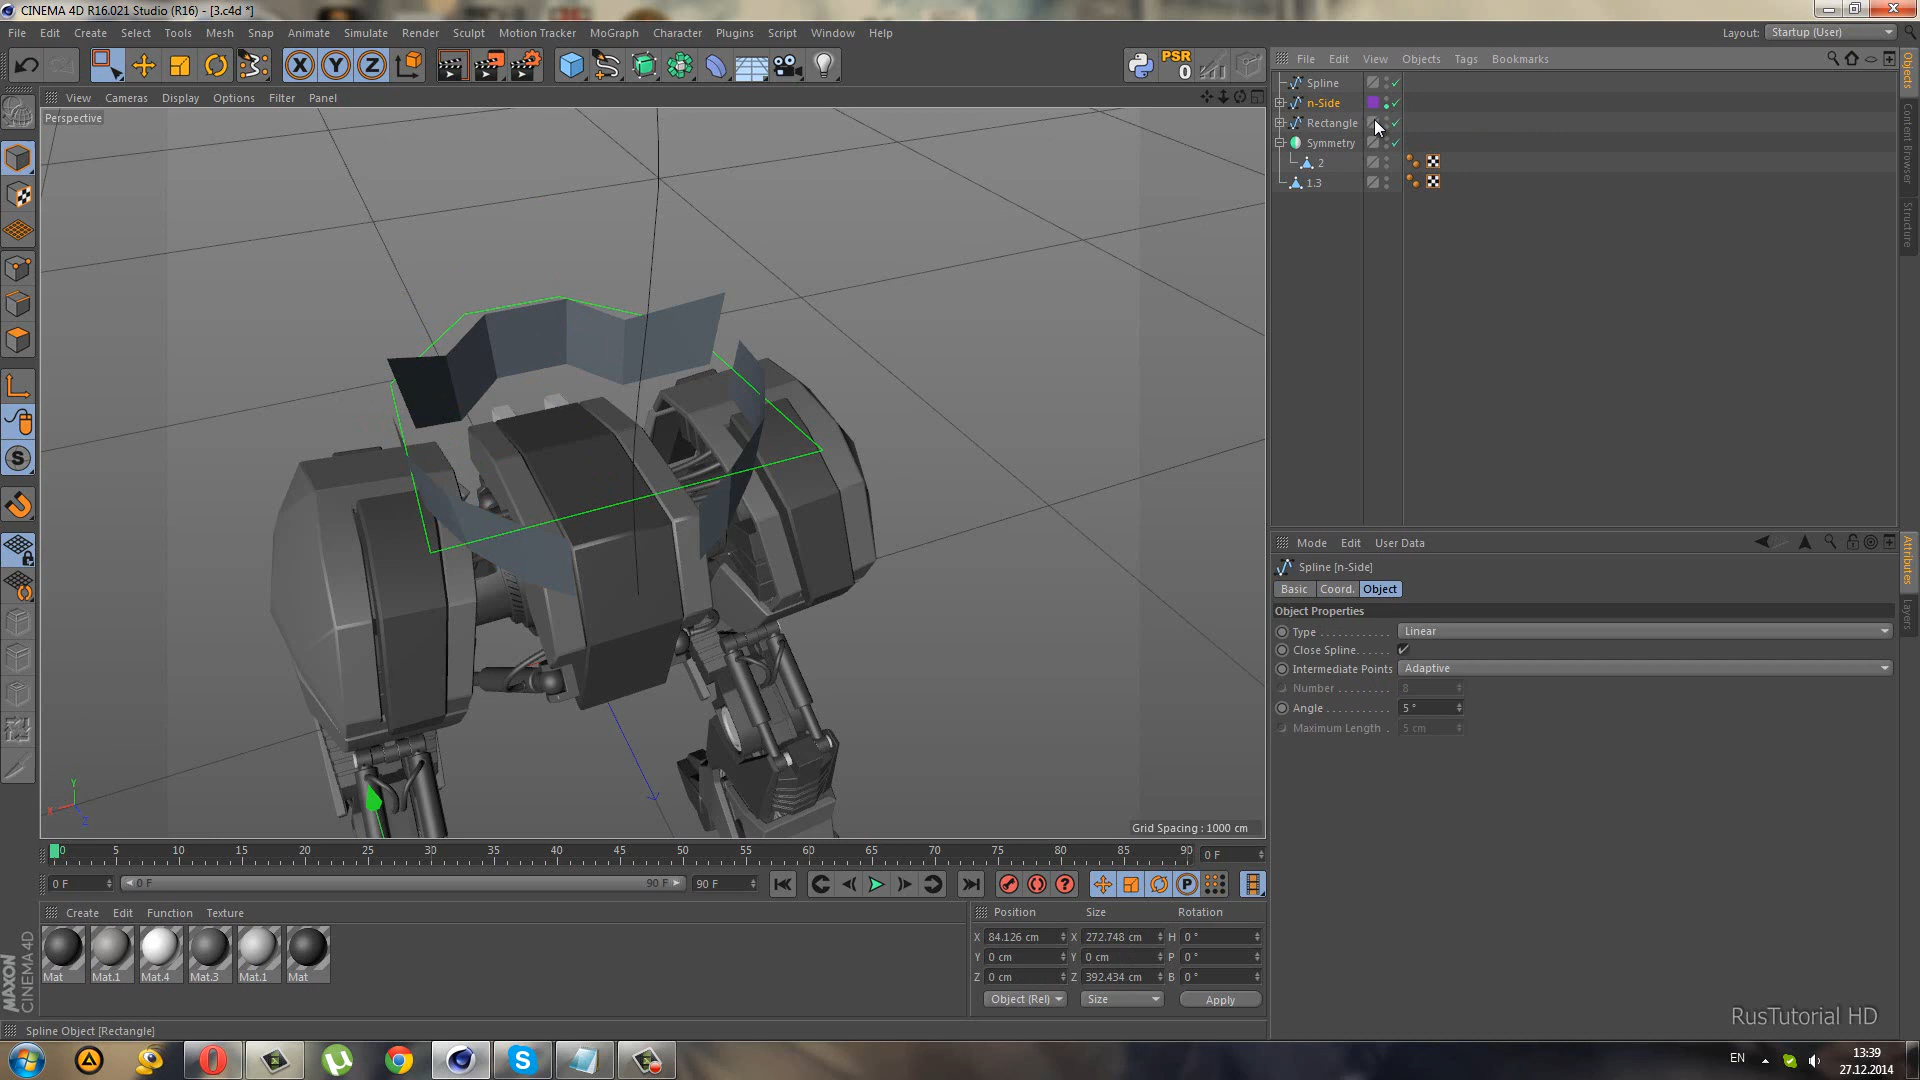 CINEMA 4D R16.021 Studio (R16) - [3.c4d *]
File Edit Create Select Tools Mesh Snap Animate Simulate Render Sculpt Motion Tracker MoGraph Character Plugins Script Window Help
Layout: Startup (User)
X Y Z PSR 0
File Edit View Objects Tags Bookmarks
View Cameras Display Options Filter Panel
Perspective
Spline
n-Side
Rectangle
Symmetry
2
1.3
Objects
Content Browser
Structure
Mode Edit User Data
Spline [n-Side]
Basic Coord. Object
Object Properties
Type Linear
Close Spline
Intermediate Points Adaptive
Number 8
Angle 5 °
Maximum Length 5 cm
Attributes
Layers
Y
X
Z
Grid Spacing : 1000 cm
0 5 10 15 20 25 30 35 40 45 50 55 60 65 70 75 80 85 90 0 F
0 F 0 F 90 F 90 F
Create Edit Function Texture
Mat Mat.1 Mat.4 Mat.3 Mat.1 Mat
Position Size Rotation
X 84.126 cm X 272.748 cm H 0 °
Y 0 cm Y 0 cm P 0 °
Z 0 cm Z 392.434 cm B 0 °
Object (Rel) Size Apply
MAXON
CINEMA 4D
Spline Object [Rectangle]
RusTutorial HD
EN
13:39
27.12.2014